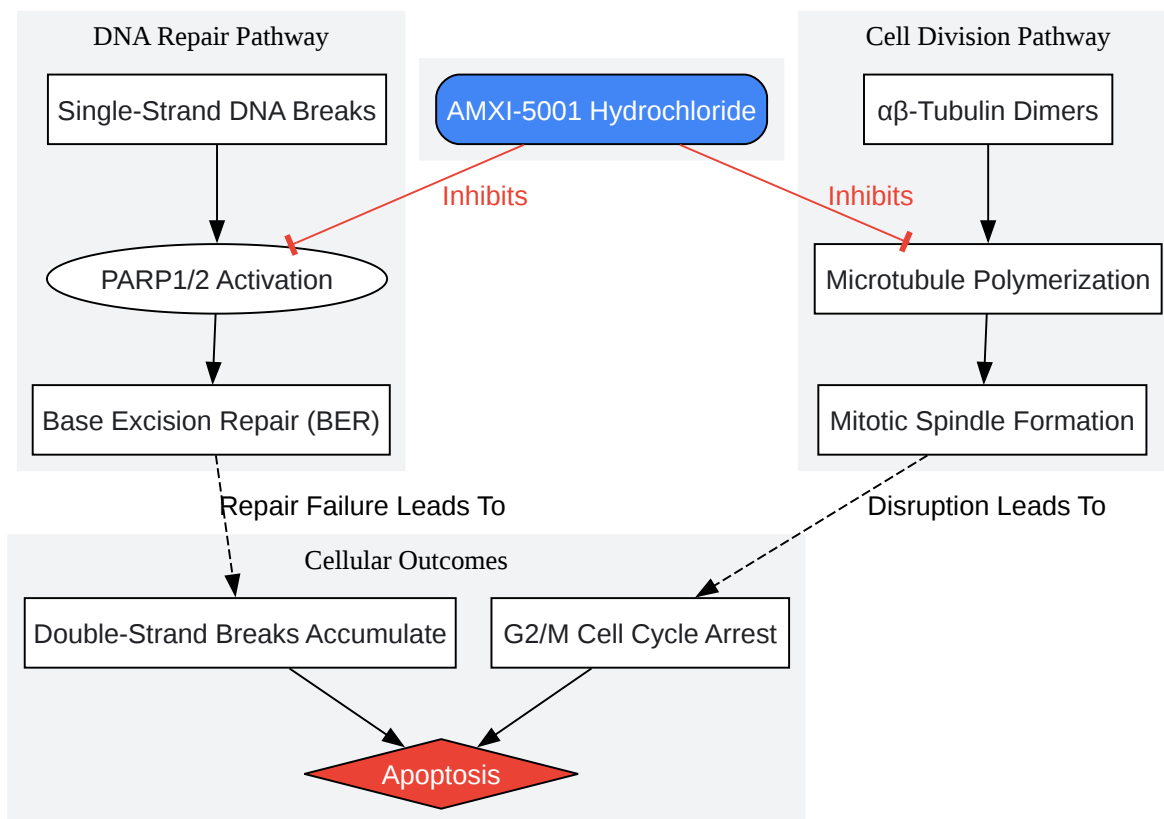 DNA Repair Pathway
Cell Division Pathway
Single-Strand DNA Breaks
AMXI-5001 Hydrochloride
αβ-Tubulin Dimers
Inhibits
Inhibits
PARP1/2 Activation
Microtubule Polymerization
Base Excision Repair (BER)
Mitotic Spindle Formation
Repair Failure Leads To
Disruption Leads To
Cellular Outcomes
Double-Strand Breaks Accumulate
G2/M Cell Cycle Arrest
Apoptosis